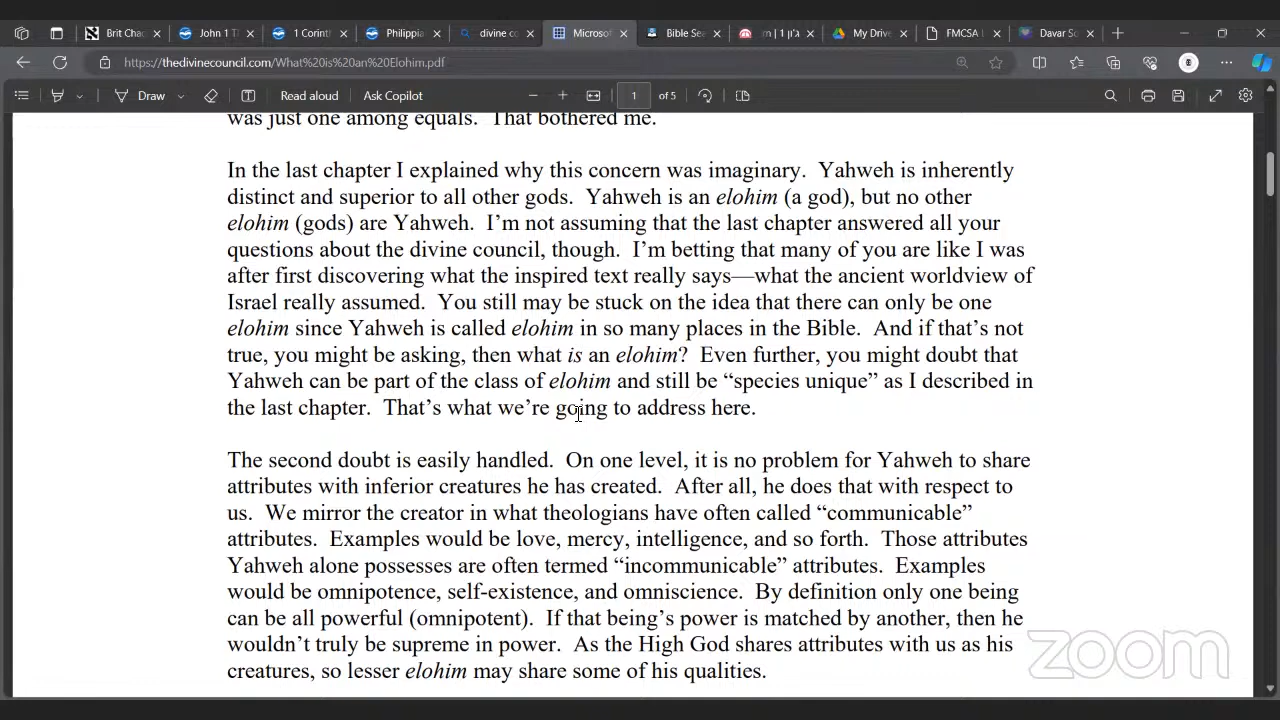 Brit Chac
John 1 T
1 Corinth
Philippia
divine co
Microsof
Bible Sea
My Drive
FMCSA L
Davar So
https://thedivinecouncil.com/What%20is%20an%20Elohim.pdf
Draw
Read aloud
Ask Copilot
1 of 5
was just one among equals.  That bothered me.
In the last chapter I explained why this concern was imaginary.  Yahweh is inherently
distinct and superior to all other gods.  Yahweh is an elohim (a god), but no other
elohim (gods) are Yahweh.  I’m not assuming that the last chapter answered all your
questions about the divine council, though.  I’m betting that many of you are like I was
after first discovering what the inspired text really says—what the ancient worldview of
Israel really assumed.  You still may be stuck on the idea that there can only be one
elohim since Yahweh is called elohim in so many places in the Bible.  And if that’s not
true, you might be asking, then what is an elohim?  Even further, you might doubt that
Yahweh can be part of the class of elohim and still be “species unique” as I described in
the last chapter.  That’s what we’re going to address here.
The second doubt is easily handled.  On one level, it is no problem for Yahweh to share
attributes with inferior creatures he has created.  After all, he does that with respect to
us.  We mirror the creator in what theologians have often called “communicable”
attributes.  Examples would be love, mercy, intelligence, and so forth.  Those attributes
Yahweh alone possesses are often termed “incommunicable” attributes.  Examples
would be omnipotence, self-existence, and omniscience.  By definition only one being
can be all powerful (omnipotent).  If that being’s power is matched by another, then he
wouldn’t truly be supreme in power.  As the High God shares attributes with us as his
creatures, so lesser elohim may share some of his qualities.
zoom